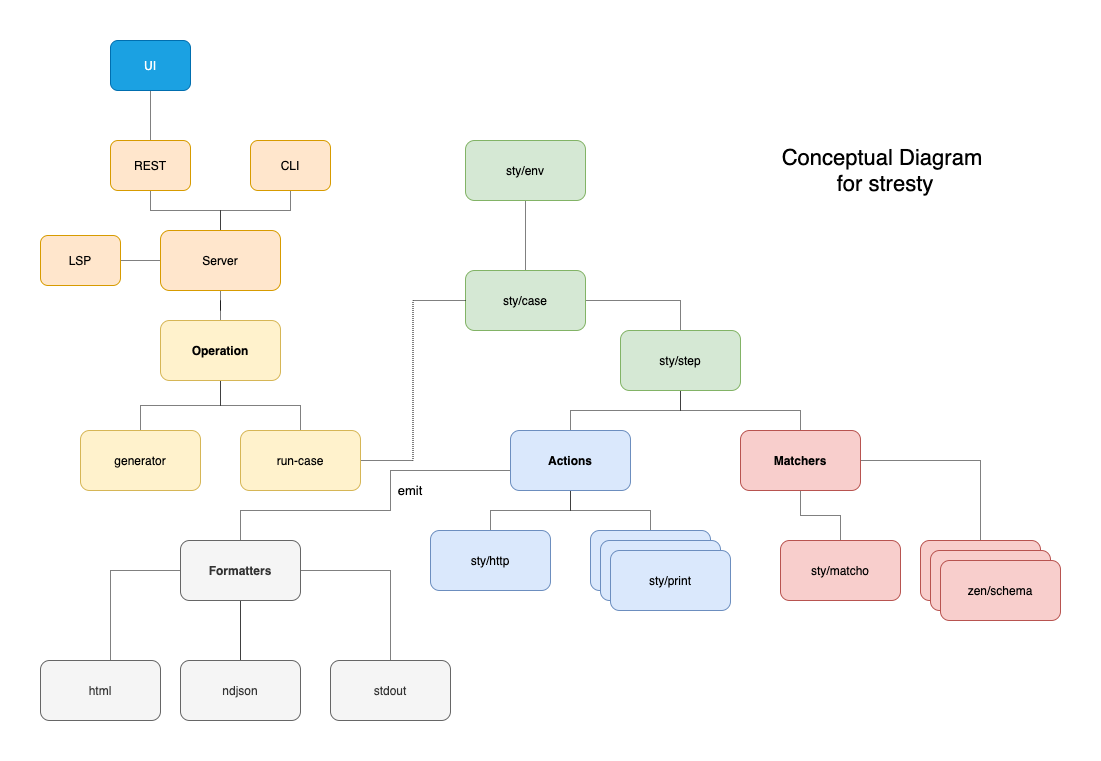 UI
REST
CLI
sty/env
Conceptual Diagram
for stresty
LSP
Server
sty/case
Operation
sty/step
generator
run-case
Actions
Matchers
emit
Formatters
sty/http
sty/print
sty/matcho
zen/schema
html
ndjson
stdout